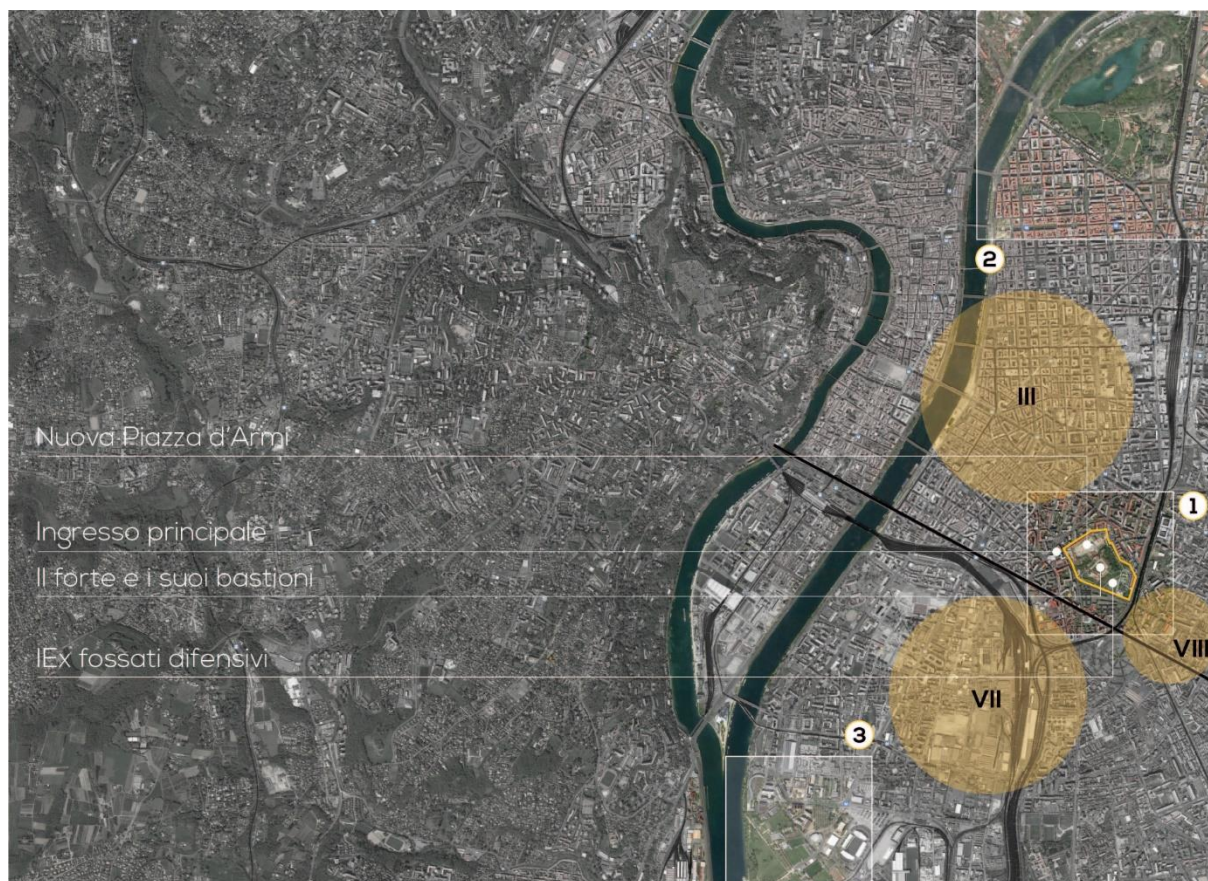 2
III
Nuova Piazza d'Armi
1
Ingresso principale
Il forte e i suoi bastioni
IEx fossati difensivi
VIII
VII
3